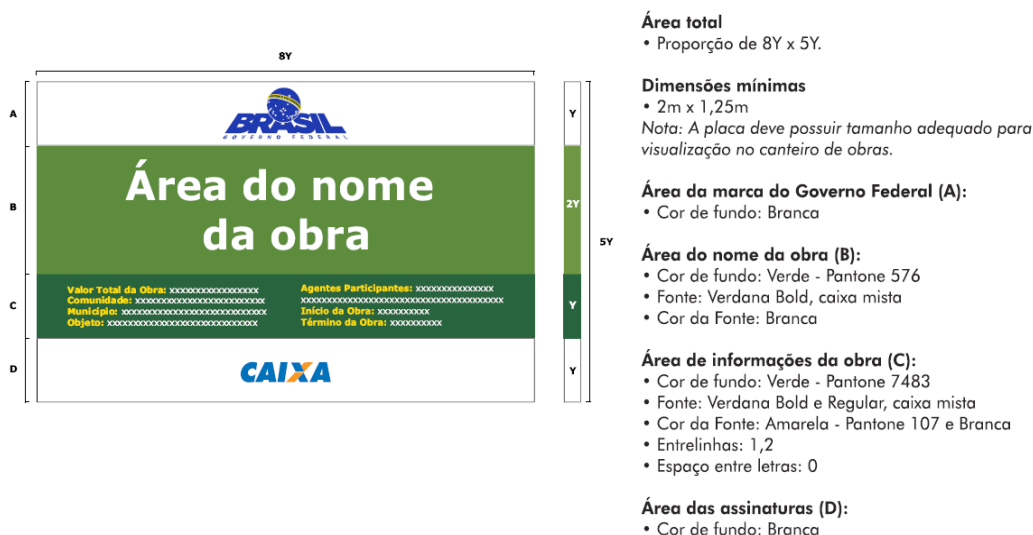 8Y
A
BRASIL
GOVERNO FEDERAL
Y
B
Área do nome
da obra
2Y
5Y
C
Valor Total da Obra: xxxxxxxxxxxxxxxxx
Comunidade: xxxxxxxxxxxxxxxxxxxxxxxxx
Município: xxxxxxxxxxxxxxxxxxxxxxxxxxxx
Objeto: xxxxxxxxxxxxxxxxxxxxxxxxxxxxx
Agentes Participantes: xxxxxxxxxxxxxxx
xxxxxxxxxxxxxxxxxxxxxxxxxxxxxxxxxxxxxxx
Início da Obra: xxxxxxxxxx
Término da Obra: xxxxxxxxxx
Y
D
CAIXA
Y
Área total
• Proporção de 8Y x 5Y.
Dimensões mínimas
• 2m x 1,25m
Nota: A placa deve possuir tamanho adequado para
visualização no canteiro de obras.
Área da marca do Governo Federal (A):
• Cor de fundo: Branca
Área do nome da obra (B):
• Cor de fundo: Verde - Pantone 576
• Fonte: Verdana Bold, caixa mista
• Cor da Fonte: Branca
Área de informações da obra (C):
• Cor de fundo: Verde - Pantone 7483
• Fonte: Verdana Bold e Regular, caixa mista
• Cor da Fonte: Amarela - Pantone 107 e Branca
• Entrelinhas: 1,2
• Espaço entre letras: 0
Área das assinaturas (D):
• Cor de fundo: Branca